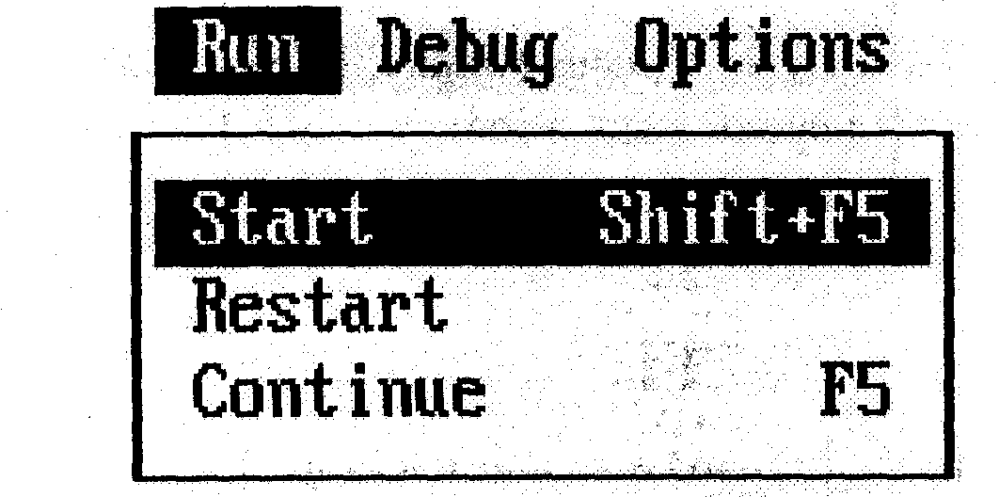 Run Debug Options
Start Shift+F5
Restart
Continue F5